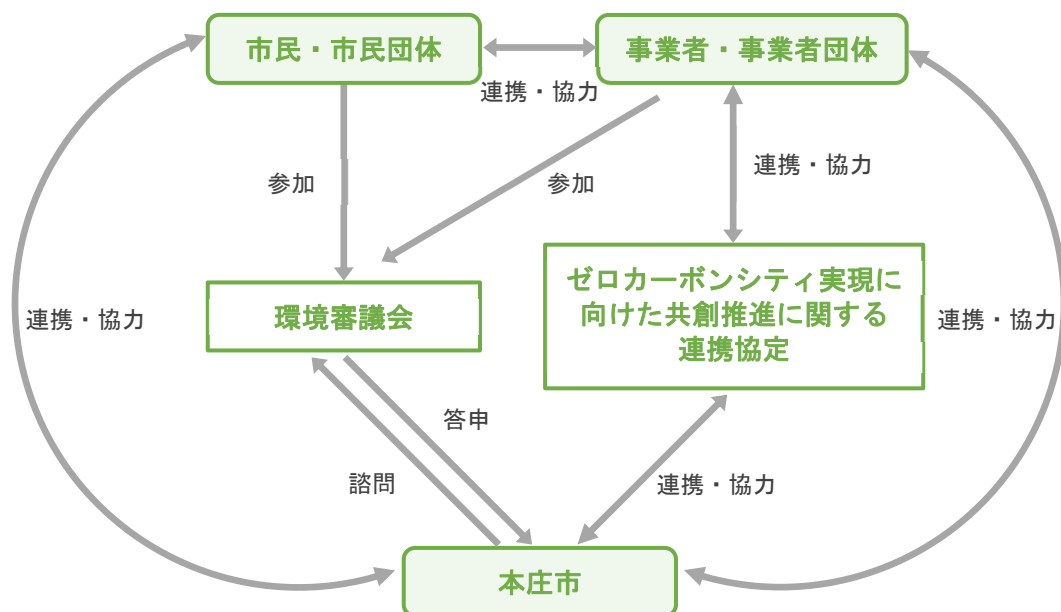 市民・市民団体
事業者・事業者団体
連携・協力
参加
参加
連携・協力
環境審議会
ゼロカーボンシティ実現に
向けた共創推進に関する
連携協定
連携・協力
連携・協力
答申
諮問
連携・協力
本庄市